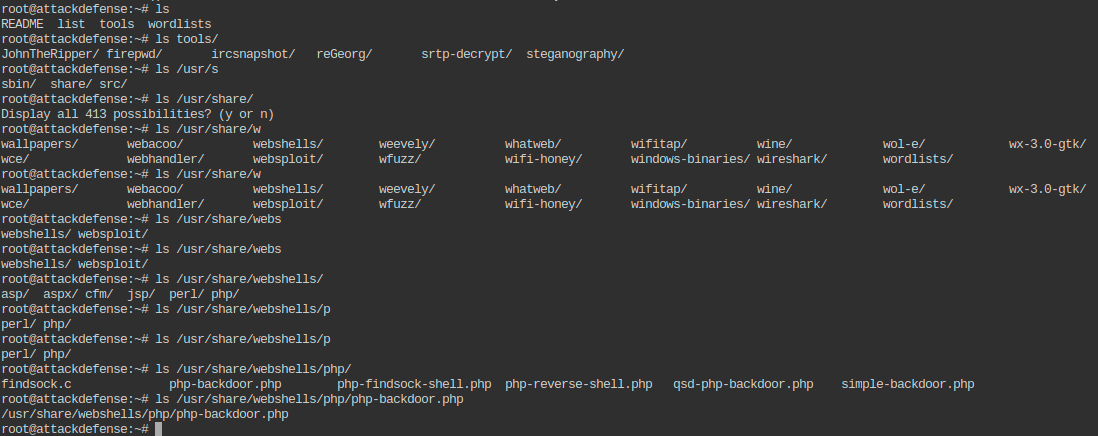 root@attackdefense:~# ls
README  list  tools  wordlists
root@attackdefense:~# ls tools/
JohnTheRipper/ firepwd/       ircsnapshot/   reGeorg/       srtp-decrypt/  steganography/
root@attackdefense:~# ls /usr/s
sbin/  share/ src/
root@attackdefense:~# ls /usr/share/
Display all 413 possibilities? (y or n)
root@attackdefense:~# ls /usr/share/w
wallpapers/       webacoo/          webshells/        weevely/          whatweb/          wifitap/          wine/             wol-e/            wx-3.0-gtk/
wce/              webhandler/       websploit/        wfuzz/            wifi-honey/       windows-binaries/ wireshark/        wordlists/
root@attackdefense:~# ls /usr/share/w
wallpapers/       webacoo/          webshells/        weevely/          whatweb/          wifitap/          wine/             wol-e/            wx-3.0-gtk/
wce/              webhandler/       websploit/        wfuzz/            wifi-honey/       windows-binaries/ wireshark/        wordlists/
root@attackdefense:~# ls /usr/share/webs
webshells/ websploit/
root@attackdefense:~# ls /usr/share/webs
webshells/ websploit/
root@attackdefense:~# ls /usr/share/webshells/
asp/  aspx/ cfm/  jsp/  perl/ php/
root@attackdefense:~# ls /usr/share/webshells/p
perl/ php/
root@attackdefense:~# ls /usr/share/webshells/p
perl/ php/
root@attackdefense:~# ls /usr/share/webshells/php/
findsock.c              php-backdoor.php        php-findsock-shell.php  php-reverse-shell.php   qsd-php-backdoor.php    simple-backdoor.php
root@attackdefense:~# ls /usr/share/webshells/php/php-backdoor.php
/usr/share/webshells/php/php-backdoor.php
root@attackdefense:~#